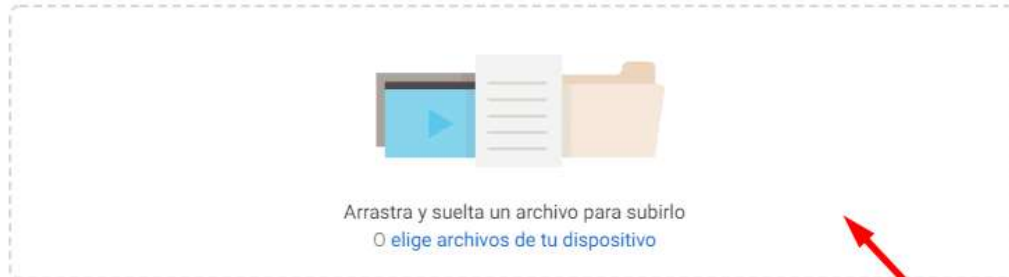 Arrastra y suelta un archivo para subirlo
O elige archivos de tu dispositivo